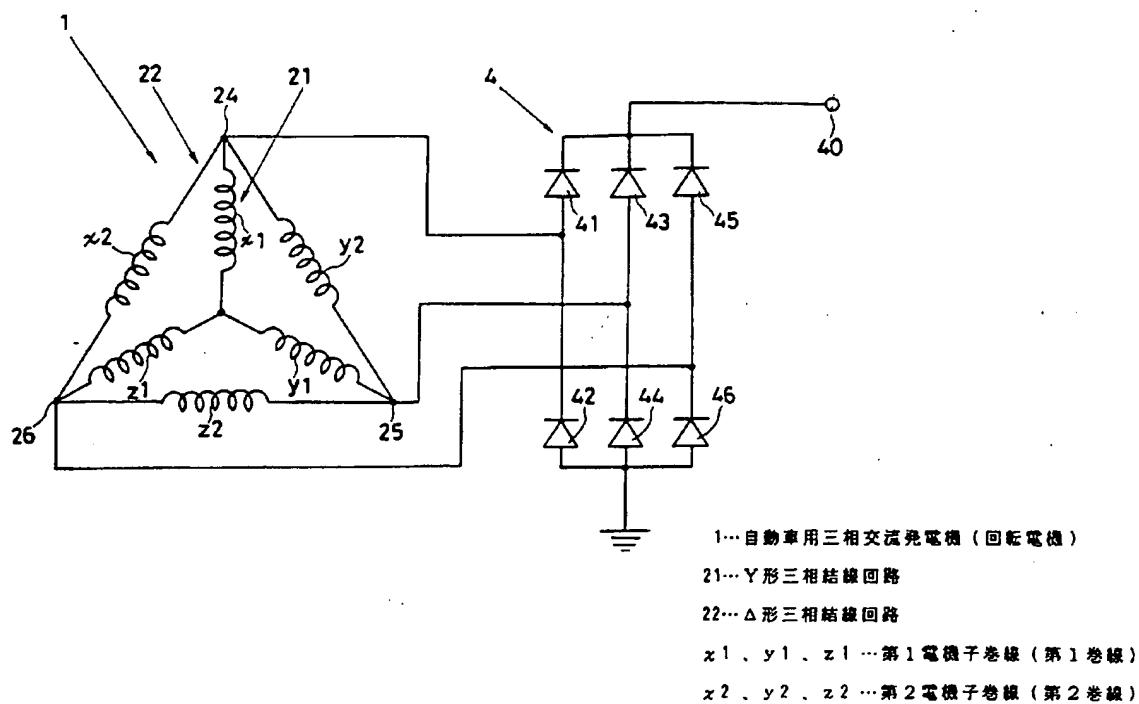 1
22
21
24
4
40
41
43
45
x2
x1
y2
z1
y1
26
z2
25
42
44
46
1…自動車用三相交流発電機(回転電機)
21…Y形三相結線回路
22…Δ形三相結線回路
x1、y1、z1…第1電機子巻線(第1巻線)
x2、y2、z2…第2電機子巻線(第2巻線)